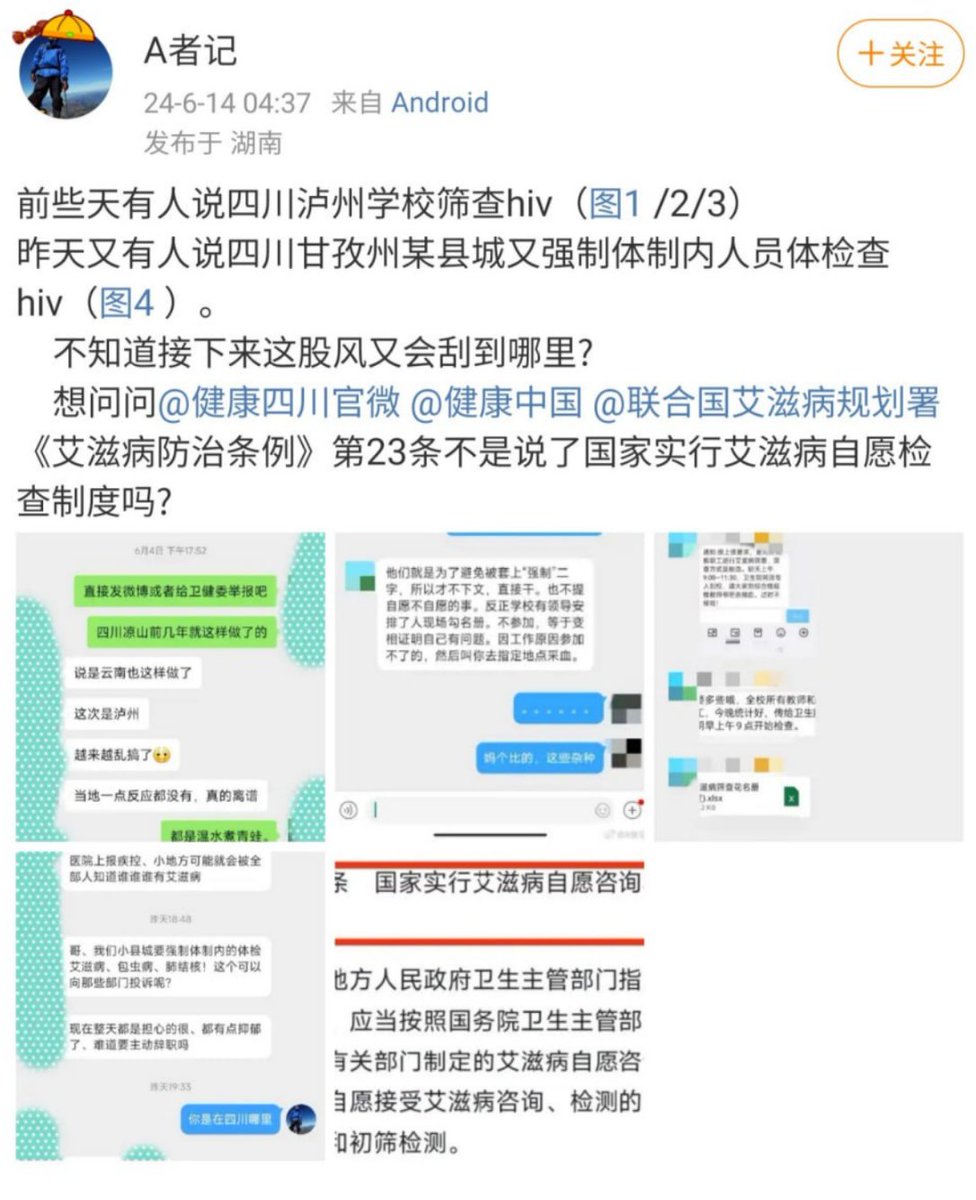 A者记
十关注
24-6-14 04:37 来自 Android
发布于 湖南
前些天有人说四川泸州学校筛查hiv（图1 /2/3）
昨天又有人说四川甘孜州某县城又强制体制内人员体检查
hiv（图4 ）。
不知道接下来这股风又会刮到哪里?
想问问@健康四川官微 @健康中国 @联合国艾滋病规划署
《艾滋病防治条例》第23条不是说了国家实行艾滋病自愿检
查制度吗?
6月4日 下午17:52
直接发微博或者给卫健委举报吧
四川凉山前几年就这样做了的
说是云南也这样做了
这次是泸州
越来越乱搞了
当地一点反应都没有，真的离谱
都是温水煮青蛙。
他们就是为了避免被套上“强制”二
字，所以才不下文，直接干。也不提
自愿不自愿的事。反正学校有领导安
排了人现场勾名册。不参加，等于变
相证明自己有问题。因工作原因参加
不了的，然后叫你去指定地点采血。
......
妈个比的，这些杂种
9:00-11:30，卫生院将派专
多些哦，全校所有教师和
，今晚统计好，传给卫生
明早上午9点开始检查。
滋病筛查花名册
.xlsx
医院上报疾控、小地方可能就会被全
部人知道谁谁谁有艾滋病
昨天18:48
哥、我们小县城要强制体制内的体检
艾滋病、包虫病、肺结核！这个可以
向那些部门投诉呢?
现在整天都是担心的很、都有点抑郁
了、难道要主动辞职吗
昨天19:33
你是在四川哪里
条 国家实行艾滋病自愿咨询
地方人民政府卫生主管部门指
应当按照国务院卫生主管部
有关部门制定的艾滋病自愿咨
自愿接受艾滋病咨询、检测的
和初筛检测。